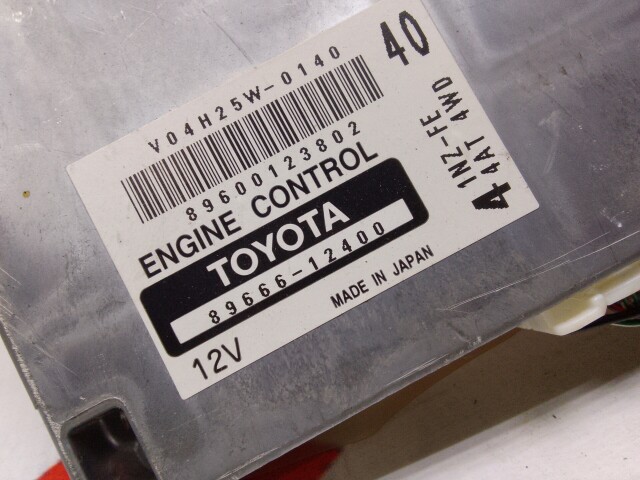 40
V04H25W-0140
89600123802
ENGINE CONTROL
TOYOTA
89666-12400
12V
MADE IN JAPAN
4
1NZ-FE
4AT 4WD